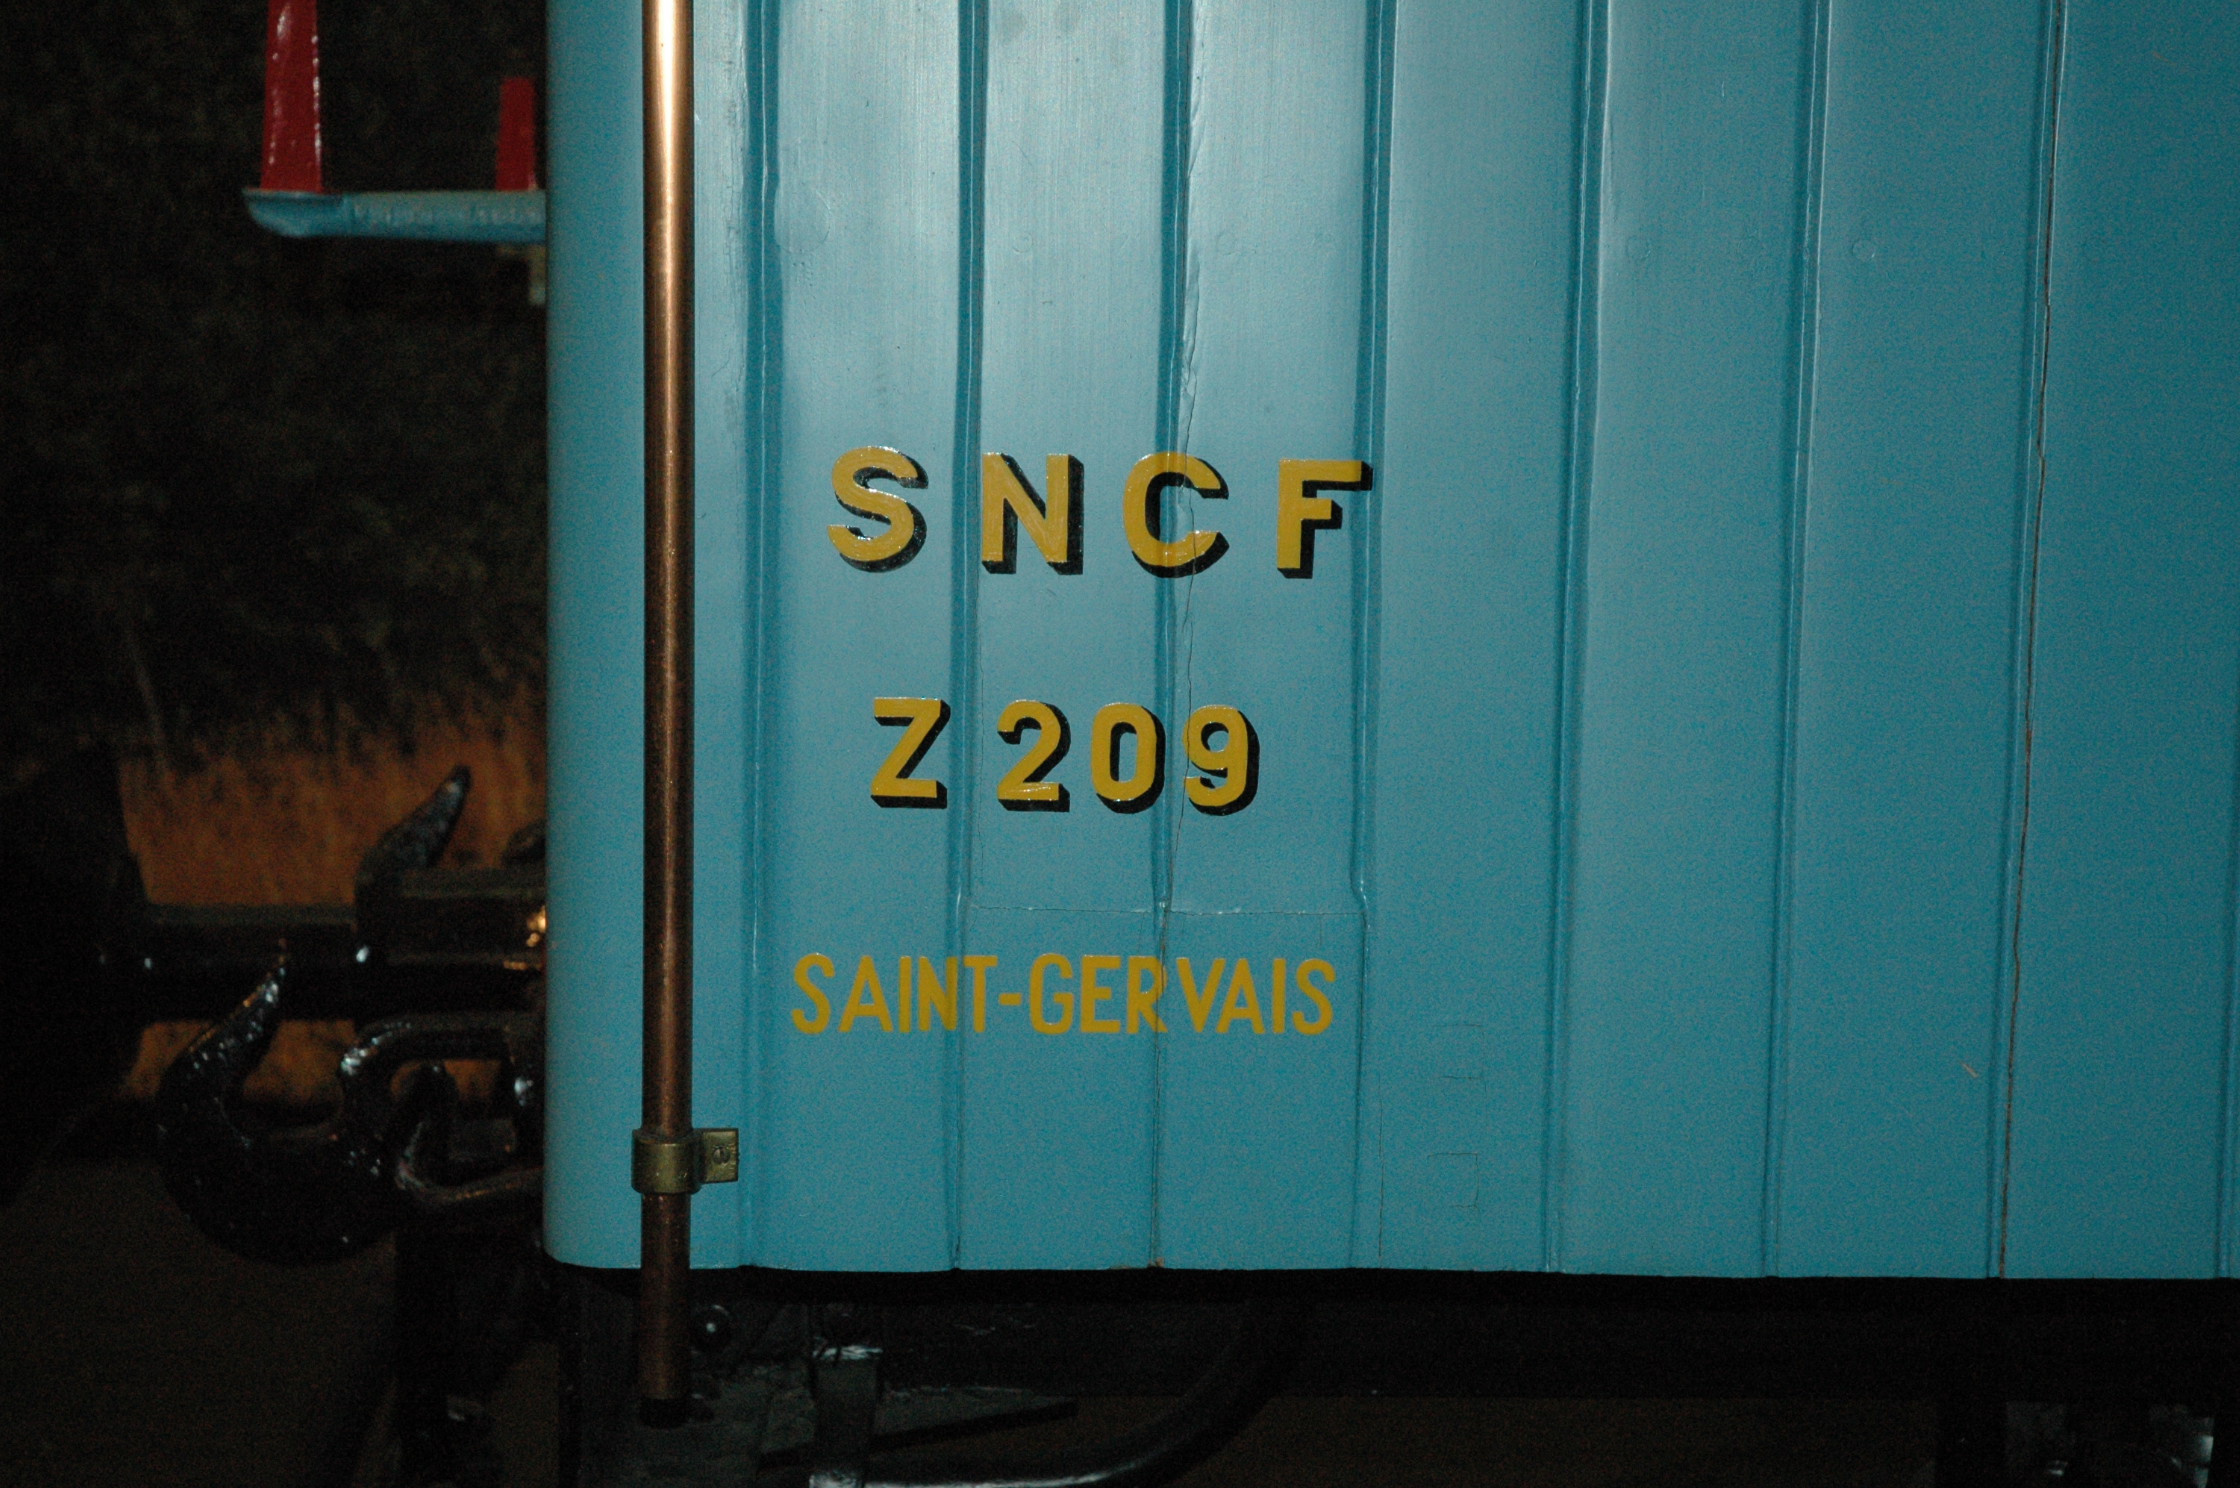 SNCF
Z 209
SAINT-GERVAIS